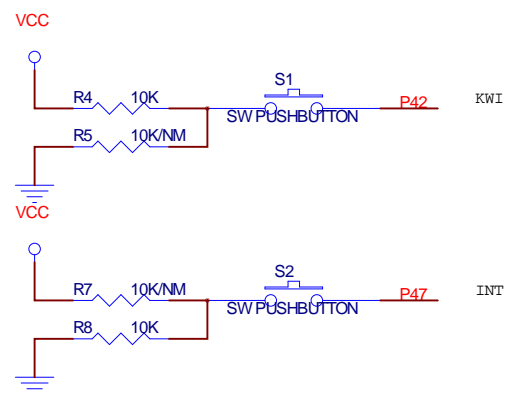 VCC
S1
R4 10K
P42 KWI
SW PUSHBUTTON
R5 10K/NM
VCC
S2
R7 10K/NM
P47 INT
SW PUSHBUTTON
R8 10K